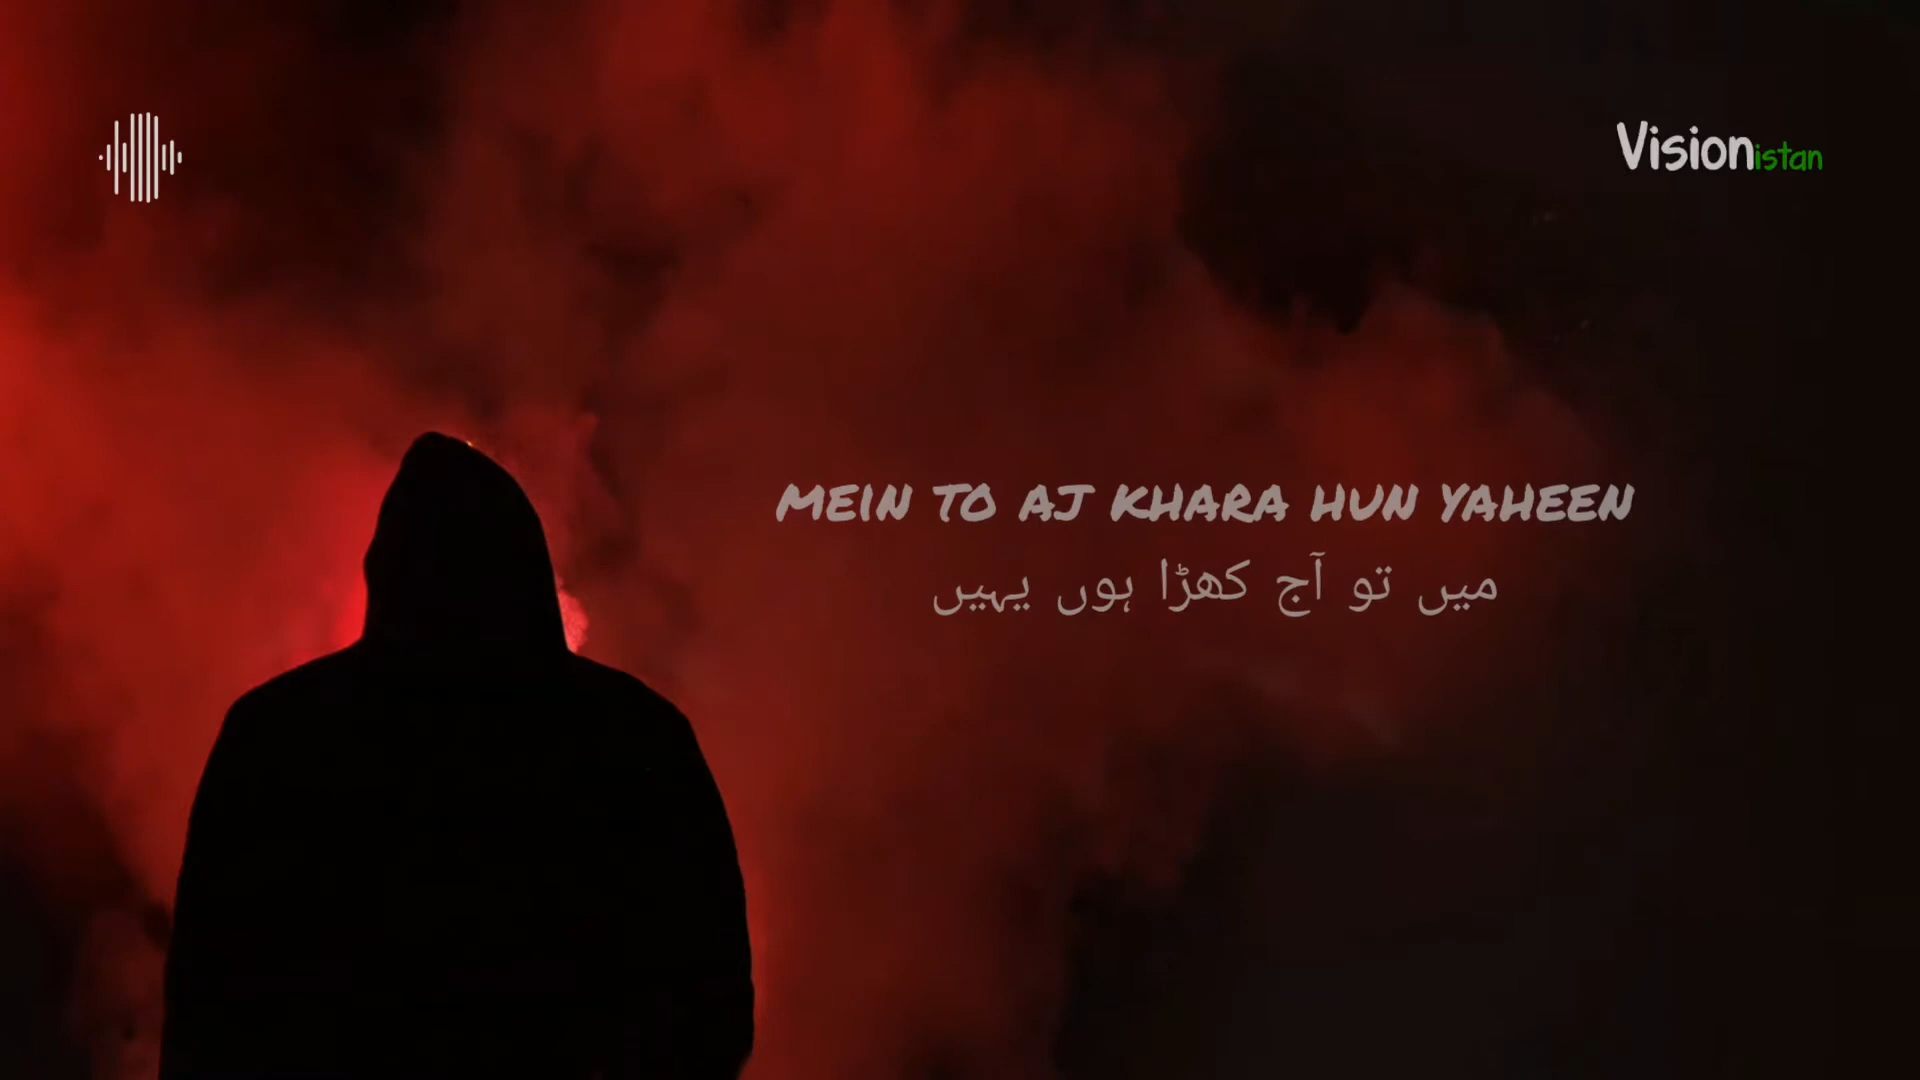 Visionistan
MEIN TO AJ KHARA HUN YAHEEN
میں تو آج کھڑا ہوں یہیں